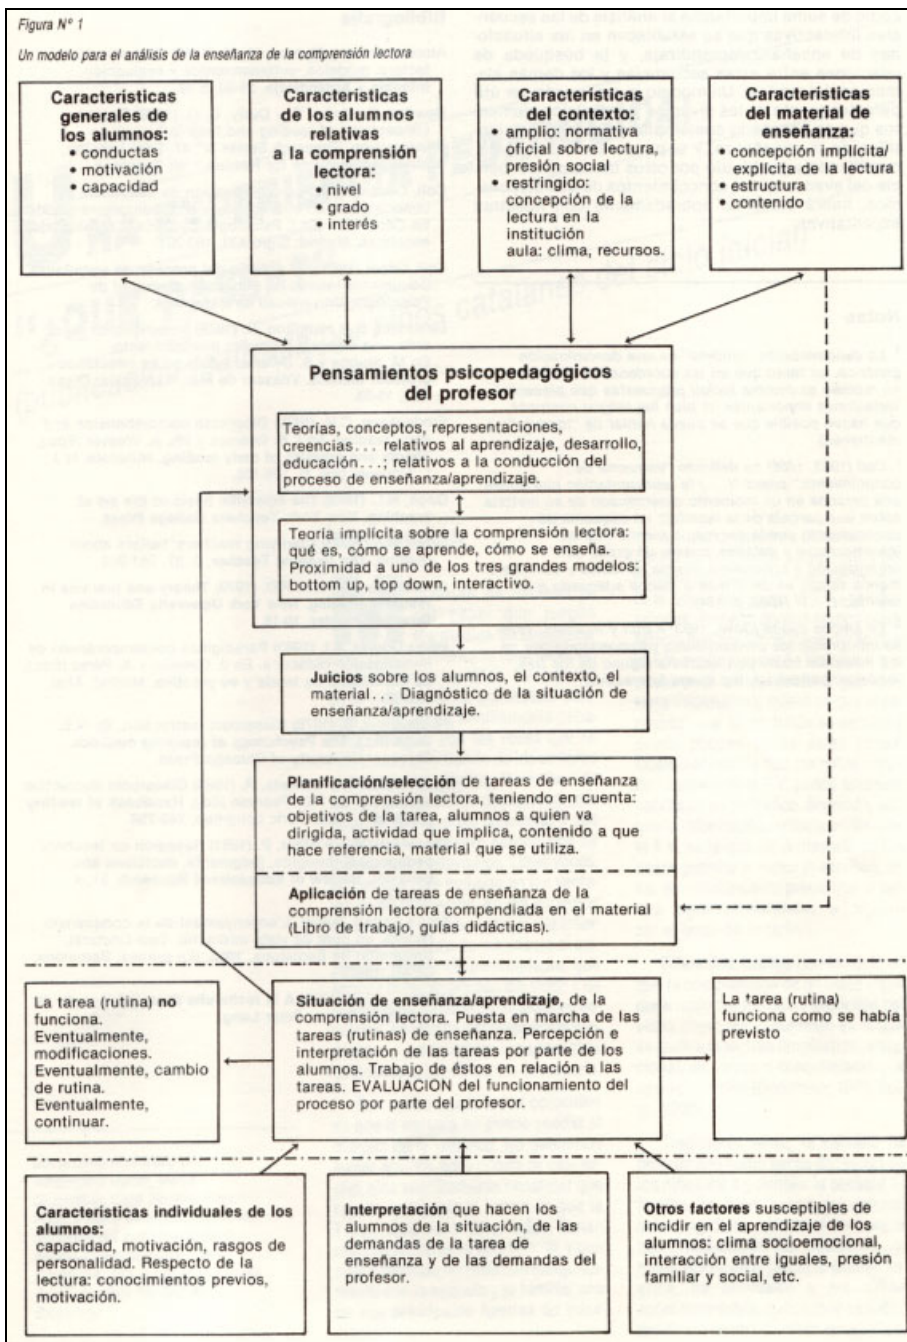 Figura N° 1
Un modelo para el análisis de la enseñanza de la comprensión lectora
Características
generales de
los alumnos:
• conductas
• motivación
• capacidad
Características
de los alumnos
relativas
a la comprensión
lectora:
• nivel
• grado
• interés
Características
del contexto:
• amplio: normativa
oficial sobre lectura,
presión social
• restringido:
concepción de la
lectura en la
institución
aula: clima, recursos.
Características
del material de
enseñanza:
• concepción implícita/
explícita de la lectura
• estructura
• contenido
Pensamientos psicopedagógicos
del profesor
Teorías, conceptos, representaciones,
creencias... relativos al aprendizaje, desarrollo,
educación...; relativos a la conducción del
proceso de enseñanza/aprendizaje.
Teoría implícita sobre la comprensión lectora:
qué es, cómo se aprende, cómo se enseña.
Proximidad a uno de los tres grandes modelos:
bottom up, top down, interactivo.
Juicios sobre los alumnos, el contexto, el
material... Diagnóstico de la situación de
enseñanza/aprendizaje.
Planificación/selección de tareas de enseñanza
de la comprensión lectora, teniendo en cuenta:
objetivos de la tarea, alumnos a quien va
dirigida, actividad que implica, contenido a que
hace referencia, material que se utiliza.
Aplicación de tareas de enseñanza de la
comprensión lectora compendiada en el material
(Libro de trabajo, guías didácticas).
La tarea (rutina) no
funciona.
Eventualmente,
modificaciones.
Eventualmente, cambio
de rutina.
Eventualmente,
continuar.
Situación de enseñanza/aprendizaje, de la
comprensión lectora. Puesta en marcha de las
tareas (rutinas) de enseñanza. Percepción e
interpretación de las tareas por parte de los
alumnos. Trabajo de éstos en relación a las
tareas. EVALUACION del funcionamiento del
proceso por parte del profesor.
La tarea (rutina)
funciona como se había
previsto
Características individuales de los
alumnos:
capacidad, motivación, rasgos de
personalidad. Respecto de la
lectura: conocimientos previos,
motivación.
Interpretación que hacen los
alumnos de la situación, de las
demandas de la tarea de
enseñanza y de las demandas del
profesor.
Otros factores susceptibles de
incidir en el aprendizaje de los
alumnos: clima socioemocional,
interacción entre iguales, presión
familiar y social, etc.